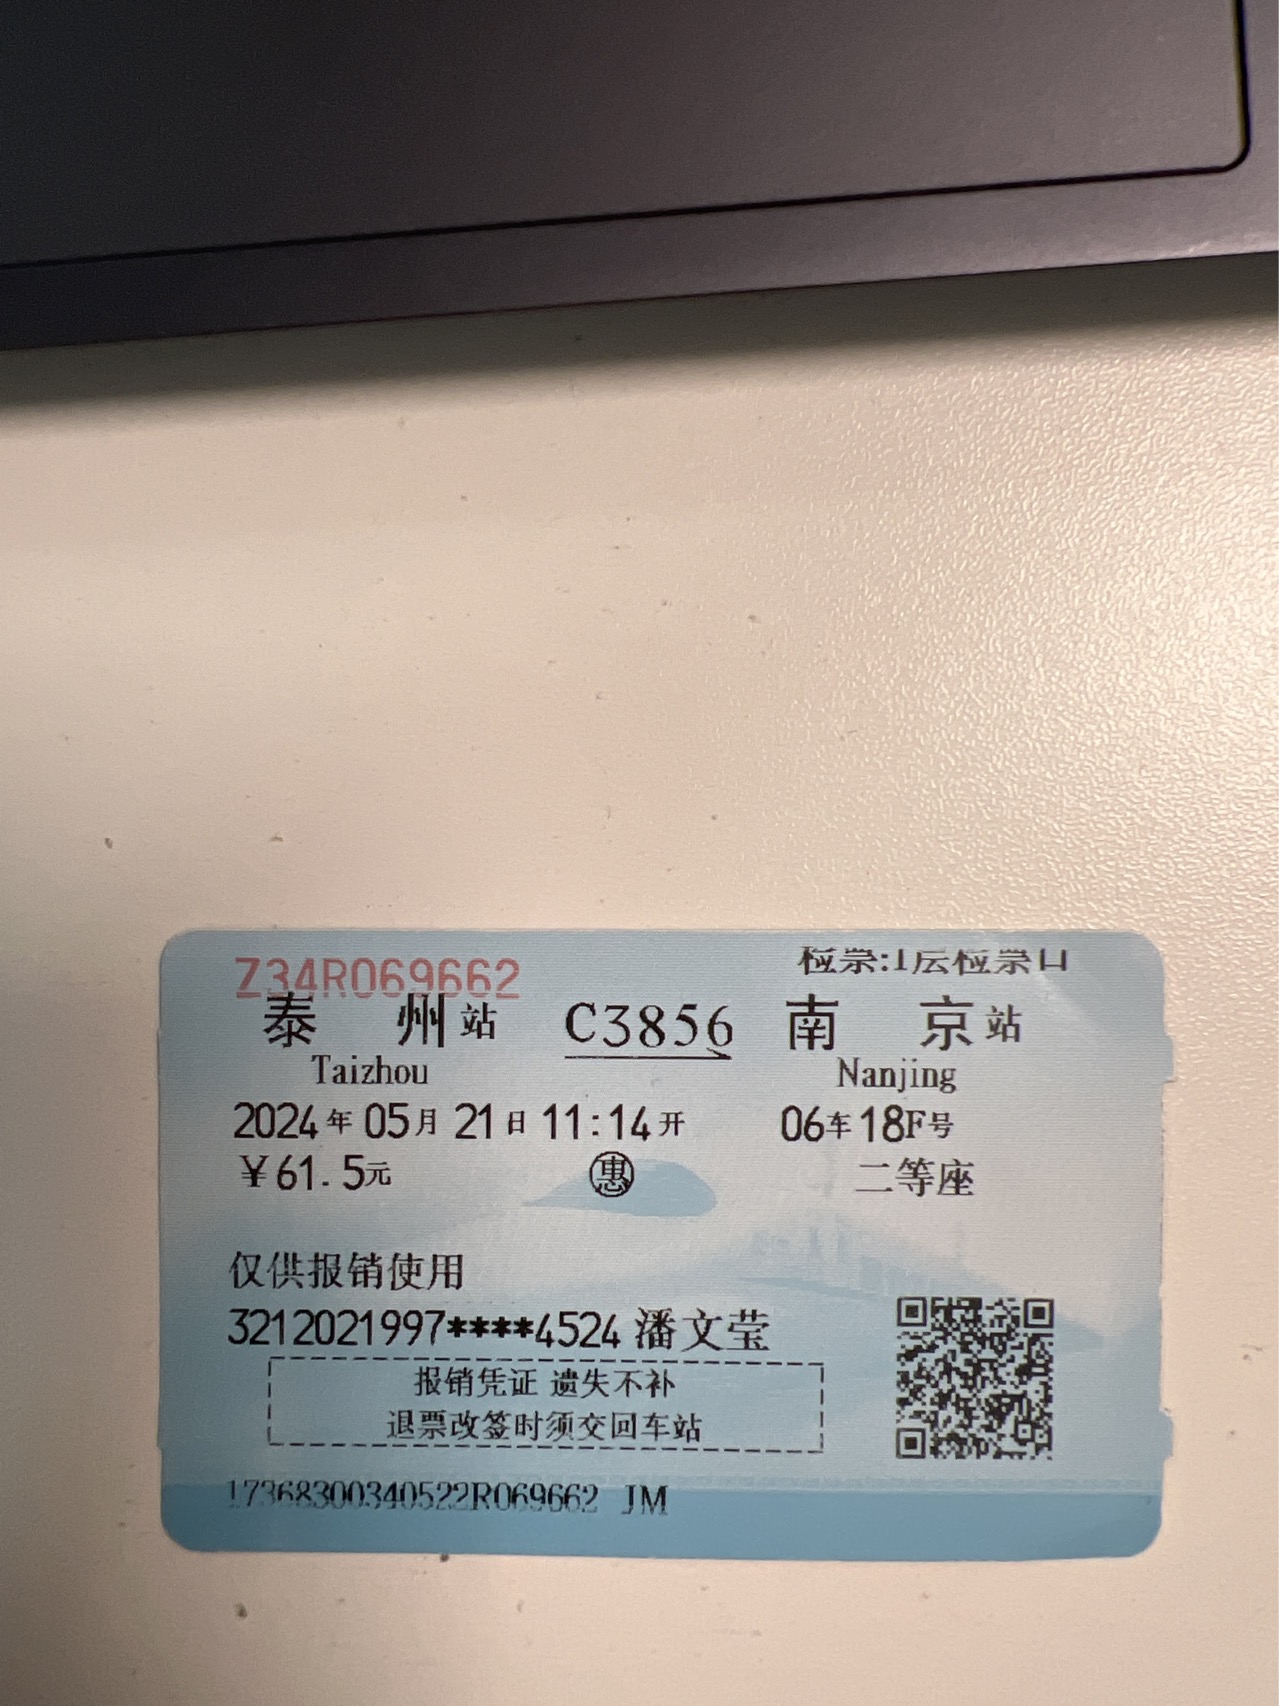 Z34R069662 检票:1层检票口
泰州站 C3856 南京站
Taizhou Nanjing
2024年05月21日11:14开 06车18F号
￥61.5元 惠 二等座
仅供报销使用
3212021997****4524 潘文莹
报销凭证 遗失不补
退票改签时须交回车站
17368300340522R069662 JM